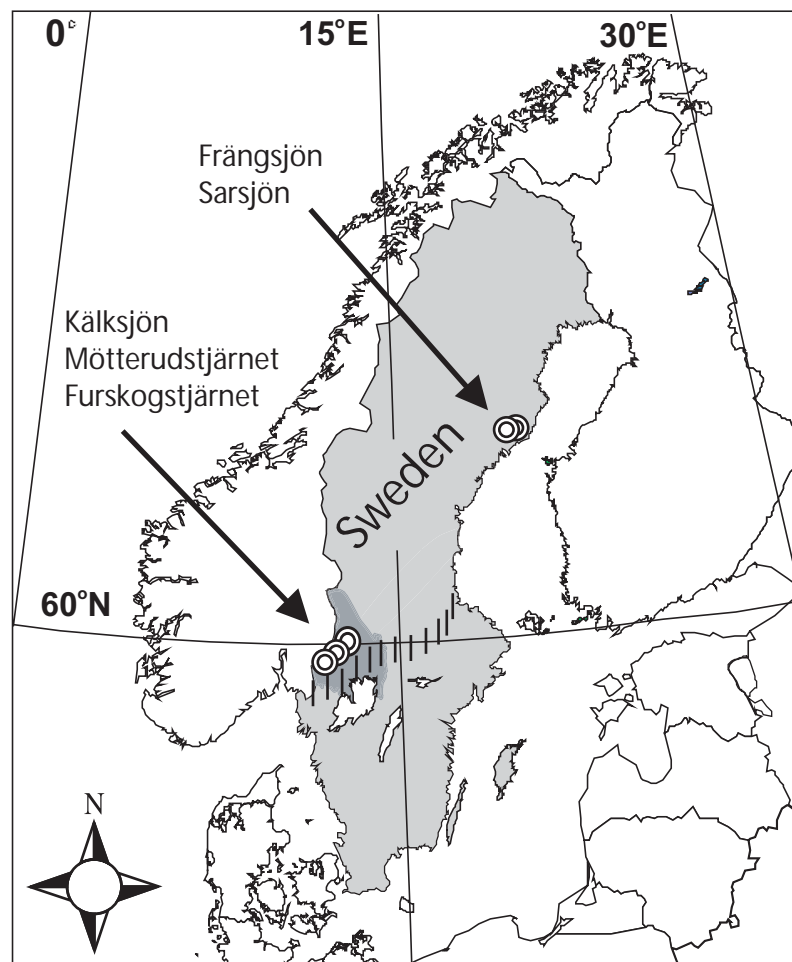 0°
15°E
30°E
Frängsjön
Sarsjön
Kälksjön
Mötterudstjärnet
Furskogstjärnet
Sweden
60°N
N